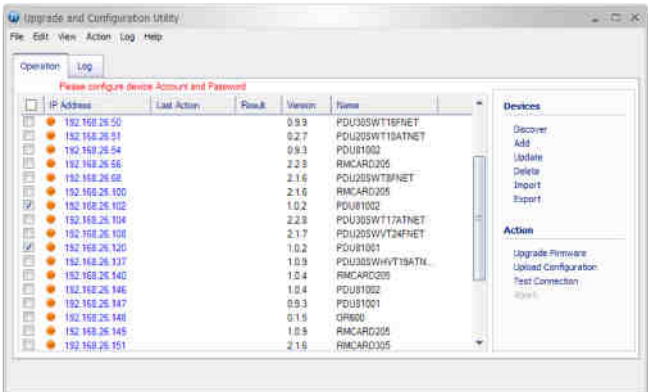 Upgrade and Configuration Utility
File Edit View Action Log Help
Operation Log
Please configure device Account and Password
IP Address Last Action Result Version Name
192.168.26.50 0.9.9 PDU30SWT16FNET
192.168.26.51 0.2.7 PDU20SWT10ATNET
192.168.26.54 0.9.3 PDU81002
192.168.26.66 2.2.8 RMCARD205
192.168.26.68 2.1.6 PDU20SWT8FNET
192.168.26.100 2.1.6 RMCARD205
192.168.26.102 1.0.2 PDU81002
192.168.26.104 2.2.8 PDU30SWT17ATNET
192.168.26.108 2.1.7 PDU20SWVT24FNET
192.168.26.120 1.0.2 PDU81001
192.168.26.137 1.0.9 PDU30SWHVT19ATN...
192.168.26.140 1.0.4 RMCARD205
192.168.26.146 1.0.4 PDU81002
192.168.26.147 0.9.3 PDU81001
192.168.26.148 0.1.5 OR600
192.168.26.149 1.0.9 RMCARD205
192.168.26.151 2.1.6 RMCARD305
Devices
Discover
Add
Update
Delete
Import
Export
Action
Upgrade Firmware
Upload Configuration
Test Connection
Abort